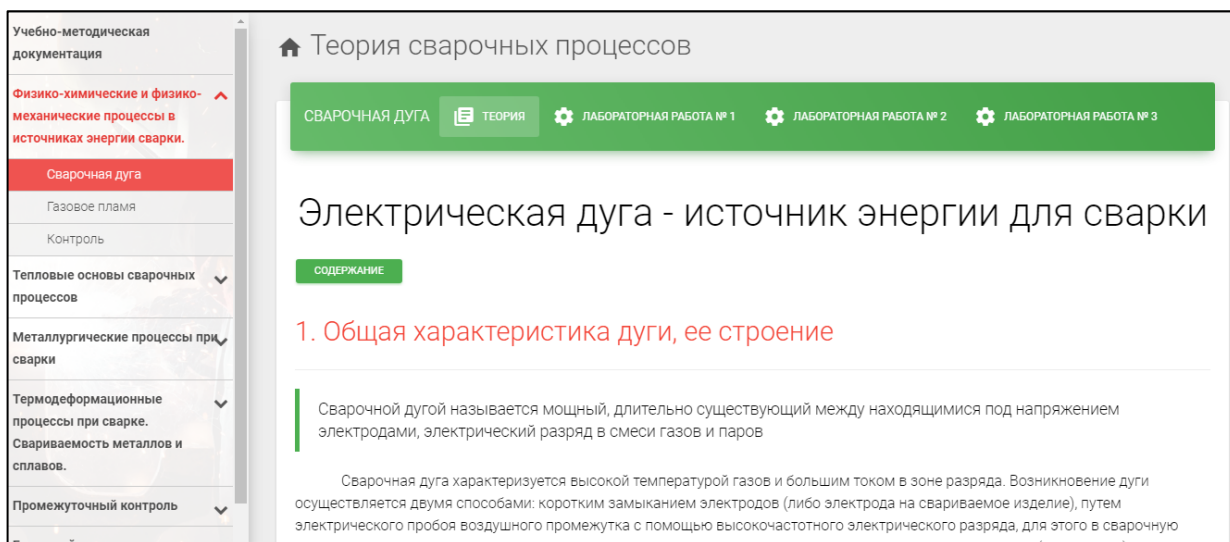 Учебно-методическая
документация
Физико-химические и физико-
механические процессы в
источниках энергии сварки.
Сварочная дуга
Газовое пламя
Контроль
Тепловые основы сварочных
процессов
Металлургические процессы при
сварки
Термодеформационные
процессы при сварке.
Свариваемость металлов и
сплавов.
Промежуточный контроль
Теория сварочных процессов
СВАРОЧНАЯ ДУГА ТЕОРИЯ ЛАБОРАТОРНАЯ РАБОТА № 1 ЛАБОРАТОРНАЯ РАБОТА № 2 ЛАБОРАТОРНАЯ РАБОТА № 3
Электрическая дуга - источник энергии для сварки
СОДЕРЖАНИЕ
1. Общая характеристика дуги, ее строение
Сварочной дугой называется мощный, длительно существующий между находящимися под напряжением
электродами, электрический разряд в смеси газов и паров
Сварочная дуга характеризуется высокой температурой газов и большим током в зоне разряда. Возникновение дуги
осуществляется двумя способами: коротким замыканием электродов (либо электрода на свариваемое изделие), путем
электрического пробоя воздушного промежутка с помощью высокочастотного электрического разряда, для этого в сварочную